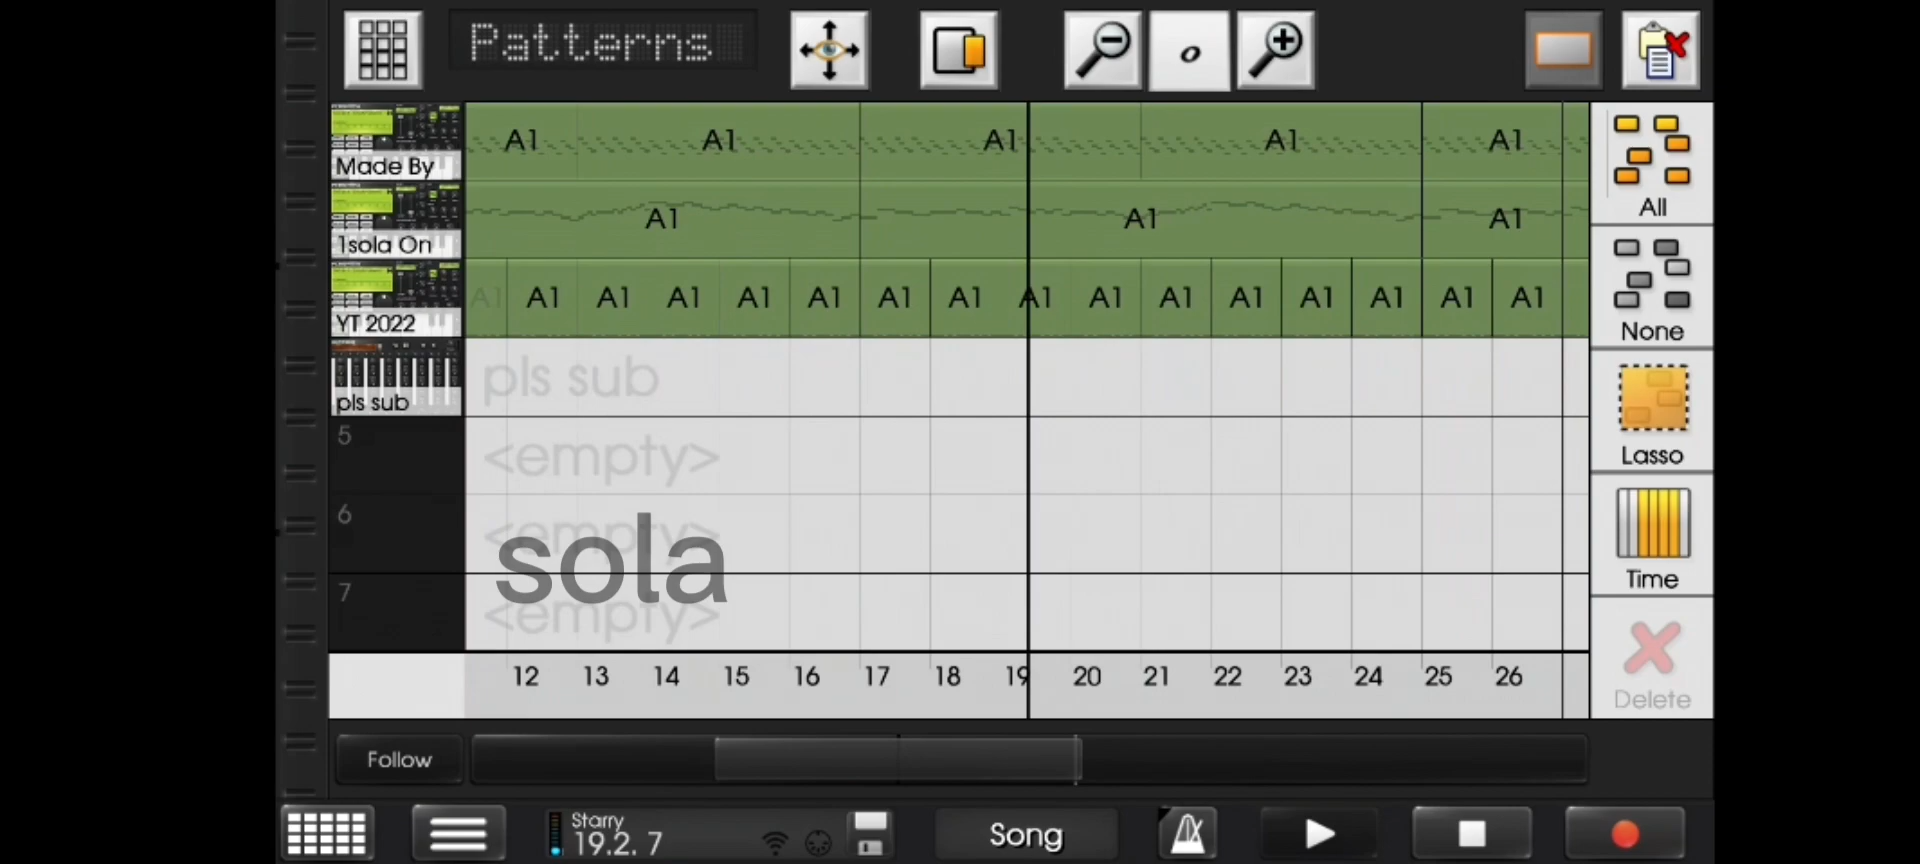 Patterns
Made By
A1 A1 A1 A1 A1
1sola On
A1 A1 A1
YT 2022
A1 A1 A1 A1 A1 A1 A1 A1 A1 A1 A1 A1 A1 A1 A1 A1
pls sub
pls sub
5
<empty>
6
<empty>
sola
7
<empty>
12 13 14 15 16 17 18 19 20 21 22 23 24 25 26
All
None
Lasso
Time
Delete
Follow
Starry
19.2. 7
Song